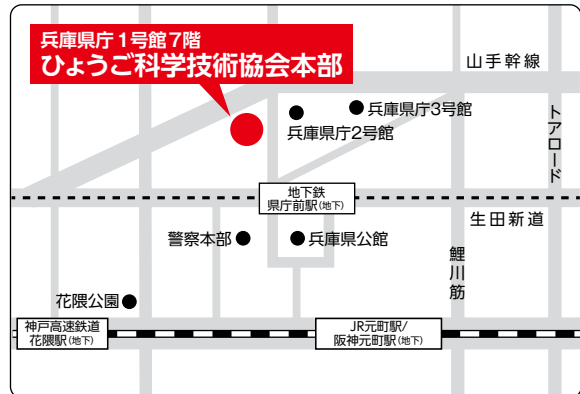 兵庫県庁1号館7階
ひょうご科学技術協会本部
山手幹線
兵庫県庁3号館
兵庫県庁2号館
トアロード
地下鉄
県庁前駅(地下)
生田新道
警察本部
兵庫県公館
鯉川筋
花隈公園
神戸高速鉄道
花隈駅(地下)
JR元町駅/
阪神元町駅(地下)